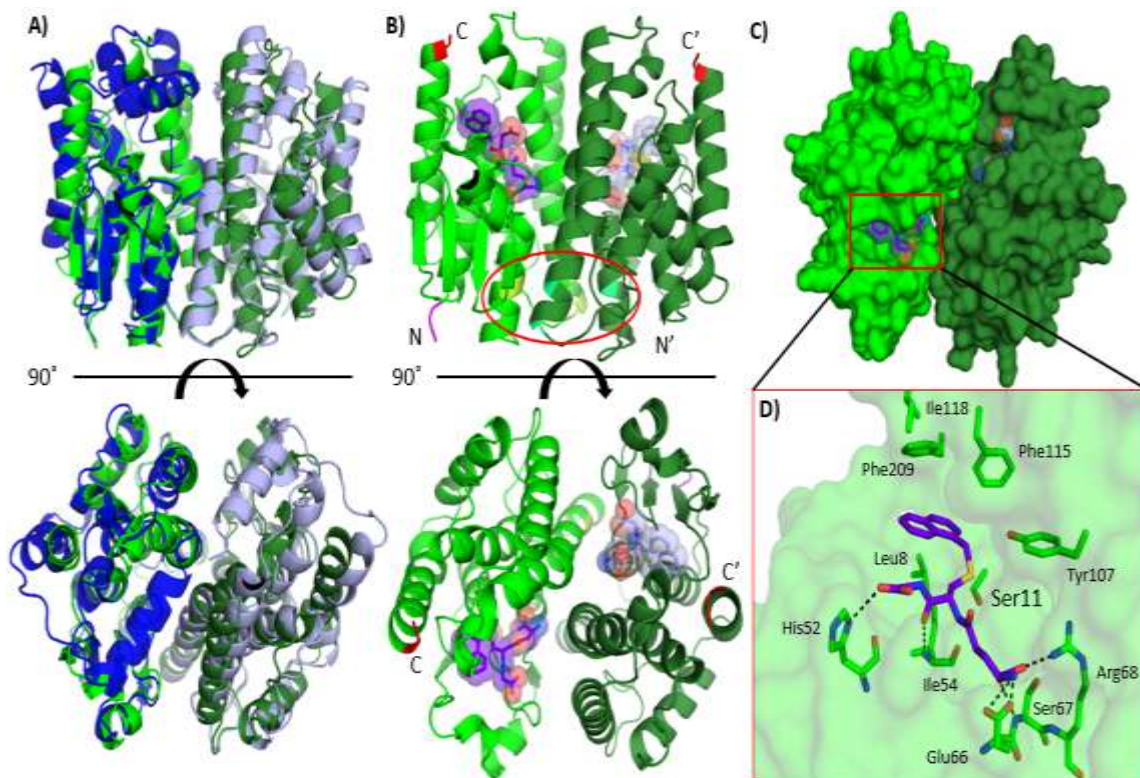 A)
B)
C
C'
C)
N
N'
90°
90°
D)
Ile118
Phe115
Phe209
Leu8
Tyr107
Ser11
His52
Arg68
Ile54
Ser67
Glu66
C
C'